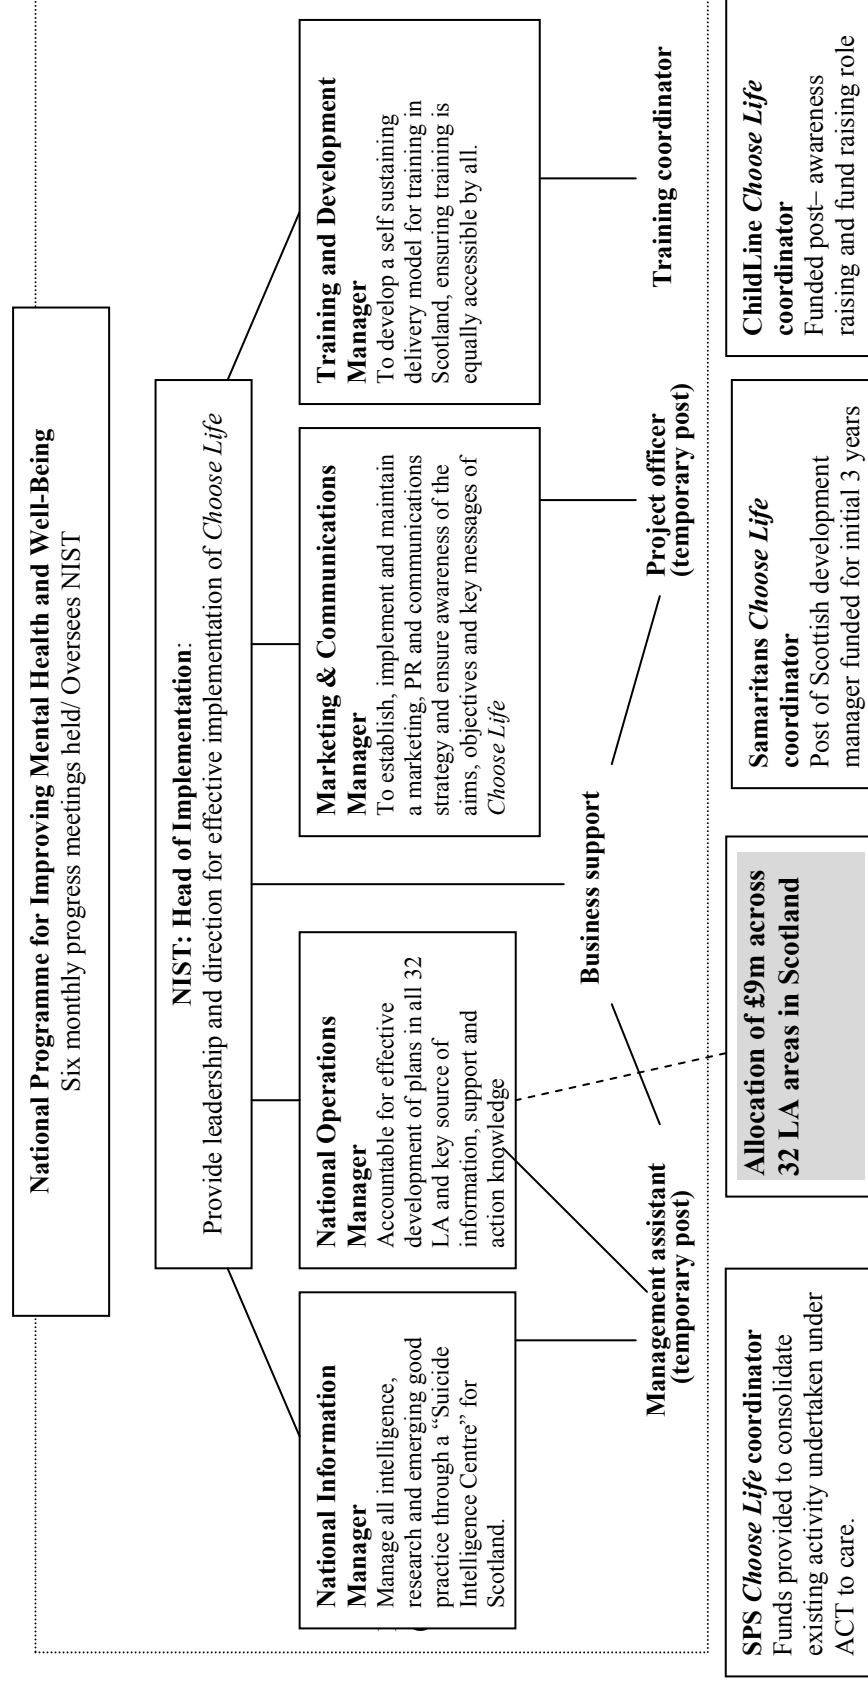 National Programme for Improving Mental Health and Well-Being
Six monthly progress meetings held/ Oversees NIST
NIST: Head of Implementation:
Provide leadership and direction for effective implementation of Choose Life
National Information
Manager
Manage all intelligence,
research and emerging good
practice through a “Suicide
Intelligence Centre” for
Scotland.
National Operations
Manager
Accountable for effective
development of plans in all 32
LA and key source of
information, support and
action knowledge
Marketing & Communications
Manager
To establish, implement and maintain
a marketing, PR and communications
strategy and ensure awareness of the
aims, objectives and key messages of
Choose Life
Training and Development
Manager
To develop a self sustaining
delivery model for training in
Scotland, ensuring training is
equally accessible by all.
Business support
Management assistant
(temporary post)
Project officer
(temporary post)
Training coordinator
SPS Choose Life coordinator
Funds provided to consolidate
existing activity undertaken under
ACT to care.
Allocation of £9m across
32 LA areas in Scotland
Samaritans Choose Life
coordinator
Post of Scottish development
manager funded for initial 3 years
ChildLine Choose Life
coordinator
Funded post– awareness
raising and fund raising role